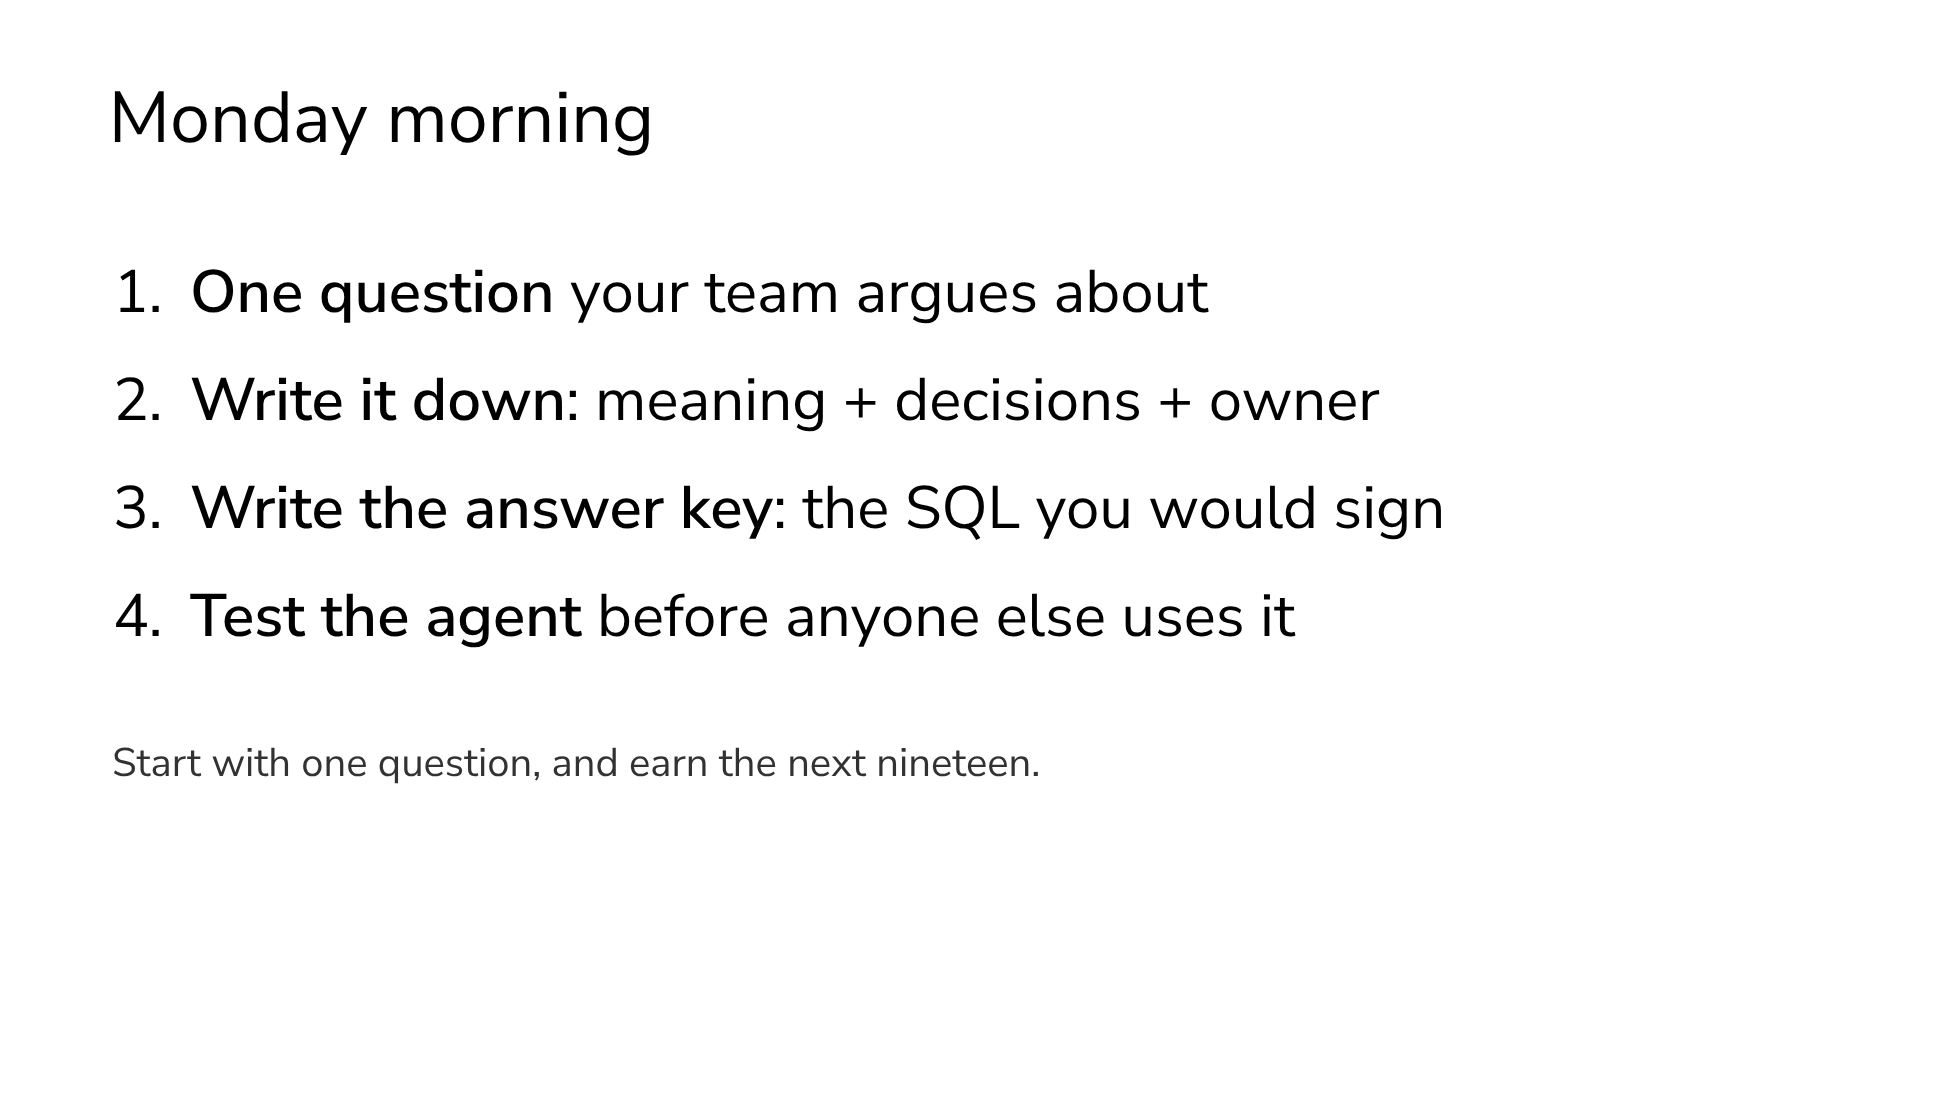 Monday morning
1. One question your team argues about
2. Write it down: meaning + decisions + owner
3. Write the answer key: the SQL you would sign
4. Test the agent before anyone else uses it
Start with one question, and earn the next nineteen.